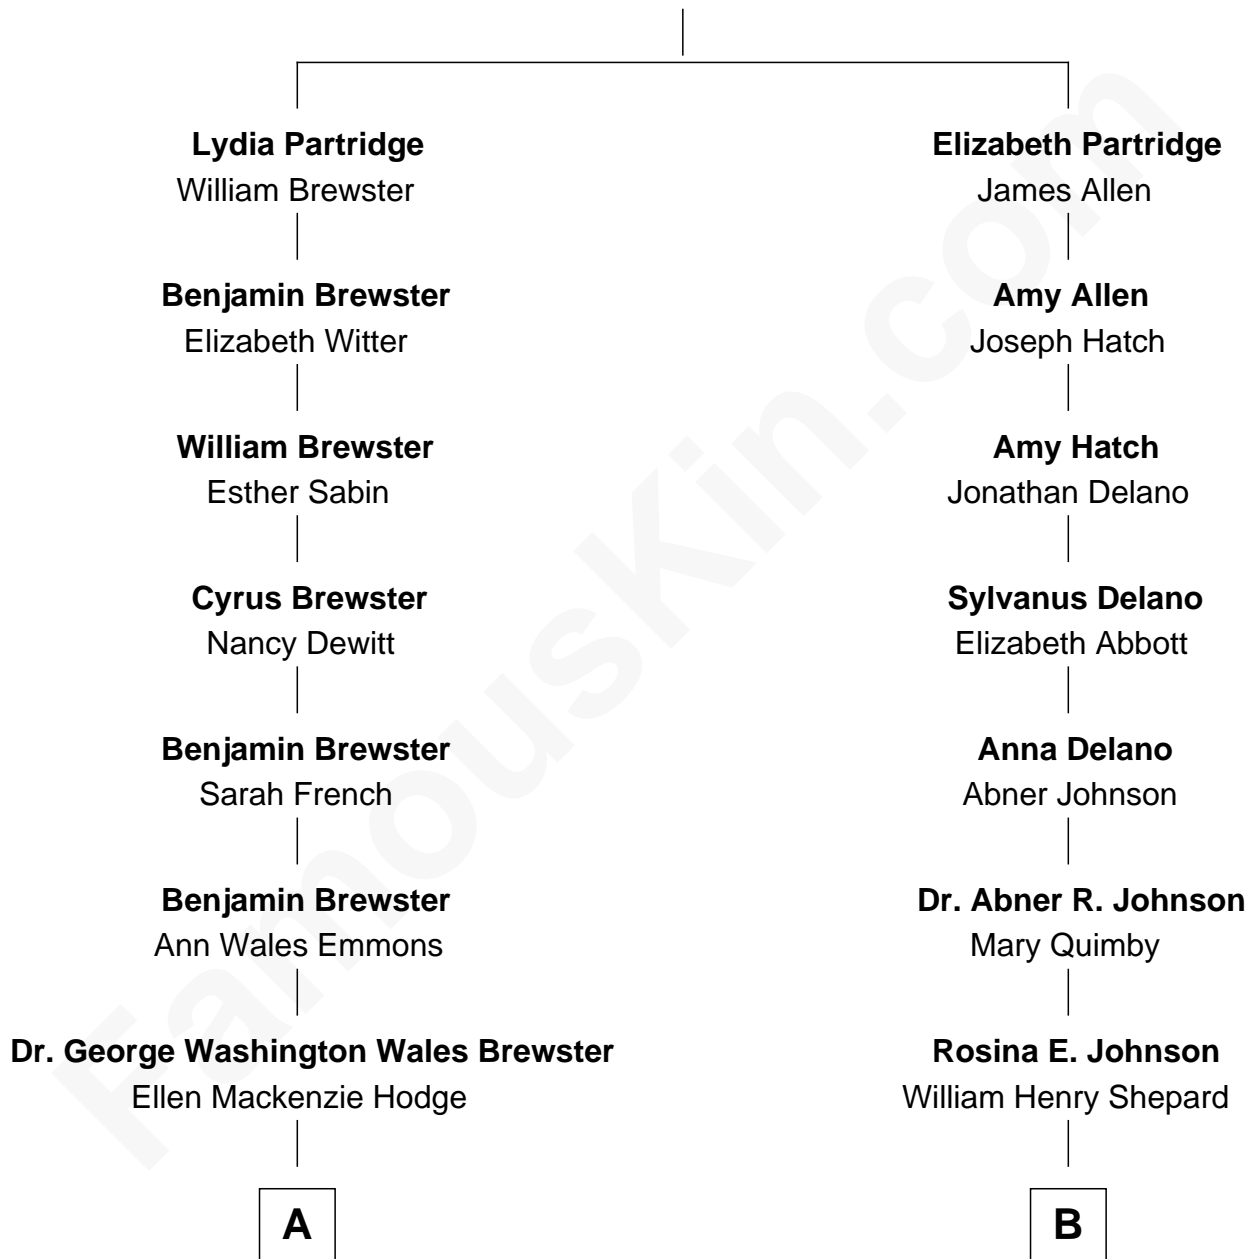 Lydia Partridge
William Brewster
Benjamin Brewster
Elizabeth Witter
William Brewster
Esther Sabin
Cyrus Brewster
Nancy Dewitt
Benjamin Brewster
Sarah French
Benjamin Brewster
Ann Wales Emmons
Dr. George Washington Wales Brewster
Ellen Mackenzie Hodge
A
Elizabeth Partridge
James Allen
Amy Allen
Joseph Hatch
Amy Hatch
Jonathan Delano
Sylvanus Delano
Elizabeth Abbott
Anna Delano
Abner Johnson
Dr. Abner R. Johnson
Mary Quimby
Rosina E. Johnson
William Henry Shepard
B
FamousKin.com